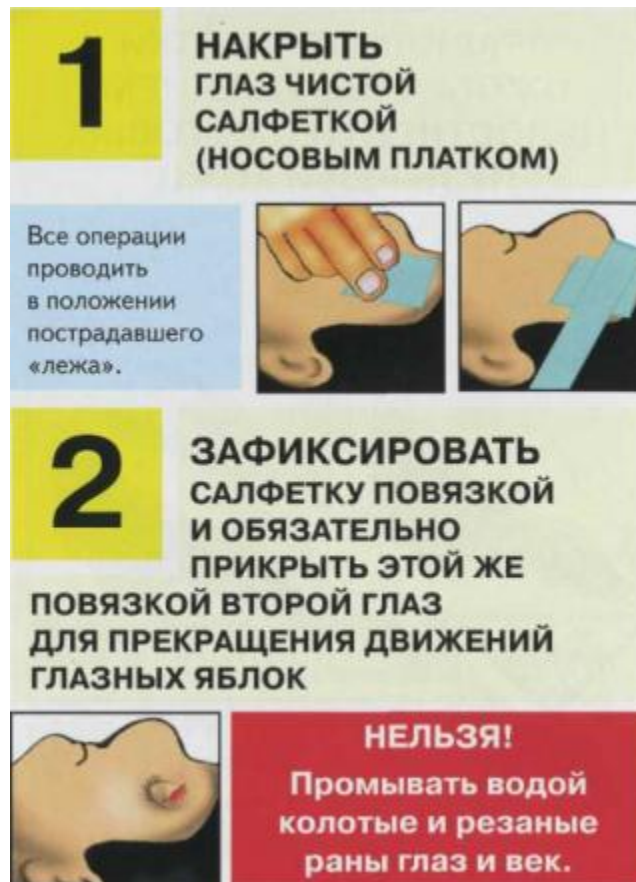 1
НАКРЫТЬ
ГЛАЗ ЧИСТОЙ
САЛФЕТКОЙ
(НОСОВЫМ ПЛАТКОМ)
Все операции
проводить
в положении
пострадавшего
«лежа».
2
ЗАФИКСИРОВАТЬ
САЛФЕТКУ ПОВЯЗКОЙ
И ОБЯЗАТЕЛЬНО
ПРИКРЫТЬ ЭТОЙ ЖЕ
ПОВЯЗКОЙ ВТОРОЙ ГЛАЗ
ДЛЯ ПРЕКРАЩЕНИЯ ДВИЖЕНИЙ
ГЛАЗНЫХ ЯБЛОК
НЕЛЬЗЯ!
Промывать водой
колотые и резаные
раны глаз и век.